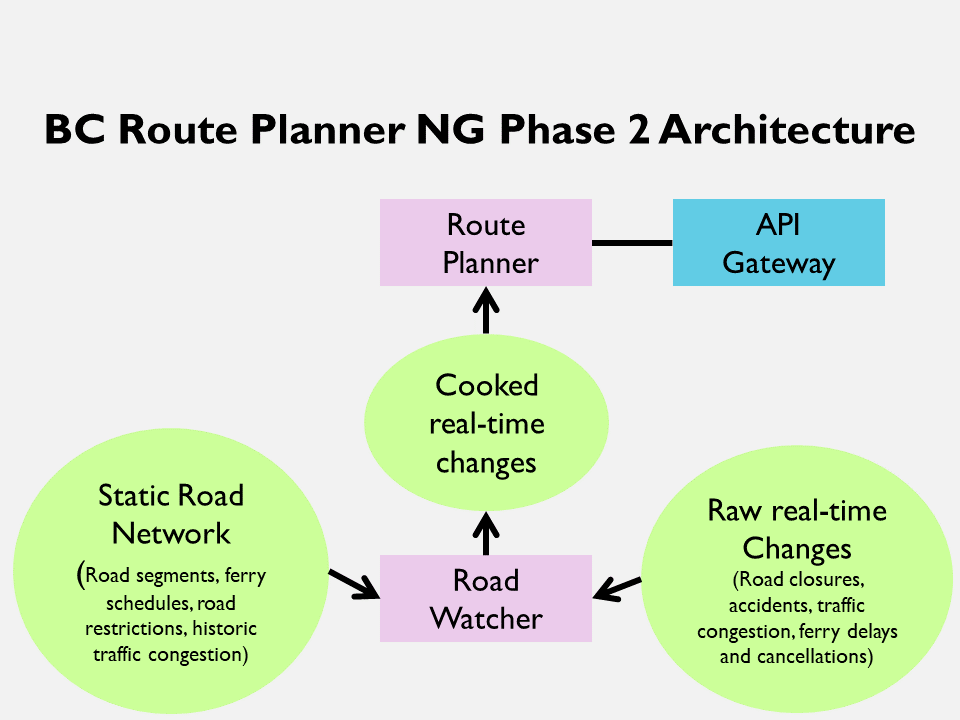 BC Route Planner NG Phase 2 Architecture
Route
Planner
API
Gateway
Cooked
real-time
changes
Static Road
Network
(Road segments, ferry
schedules, road
restrictions, historic
traffic congestion)
Road
Watcher
Raw real-time
Changes
(Road closures,
accidents, traffic
congestion, ferry delays
and cancellations)